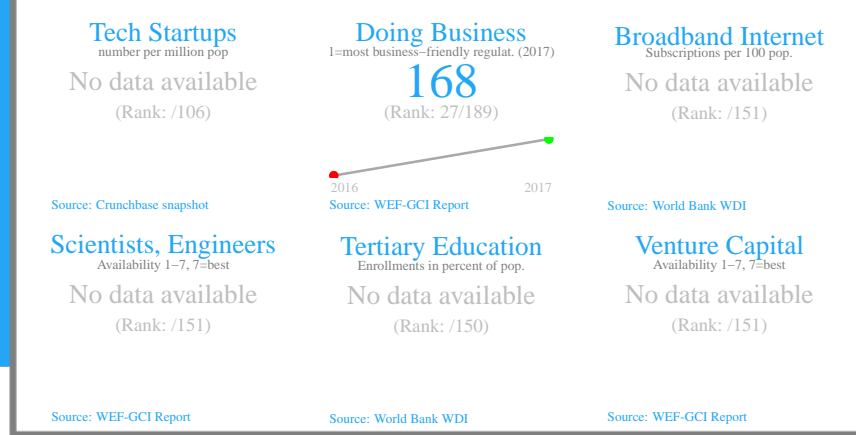 Tech Startups
number per million pop
No data available
(Rank: /106)
Source: Crunchbase snapshot
Doing Business
1=most business−friendly regulat. (2017)
168
(Rank: 27/189)
2016 2017
Source: WEF-GCI Report
Broadband Internet
Subscriptions per 100 pop.
No data available
(Rank: /151)
Source: World Bank WDI
Scientists, Engineers
Availability 1−7, 7=best
No data available
(Rank: /151)
Source: WEF-GCI Report
Tertiary Education
Enrollments in percent of pop.
No data available
(Rank: /150)
Source: World Bank WDI
Venture Capital
Availability 1−7, 7=best
No data available
(Rank: /151)
Source: WEF-GCI Report